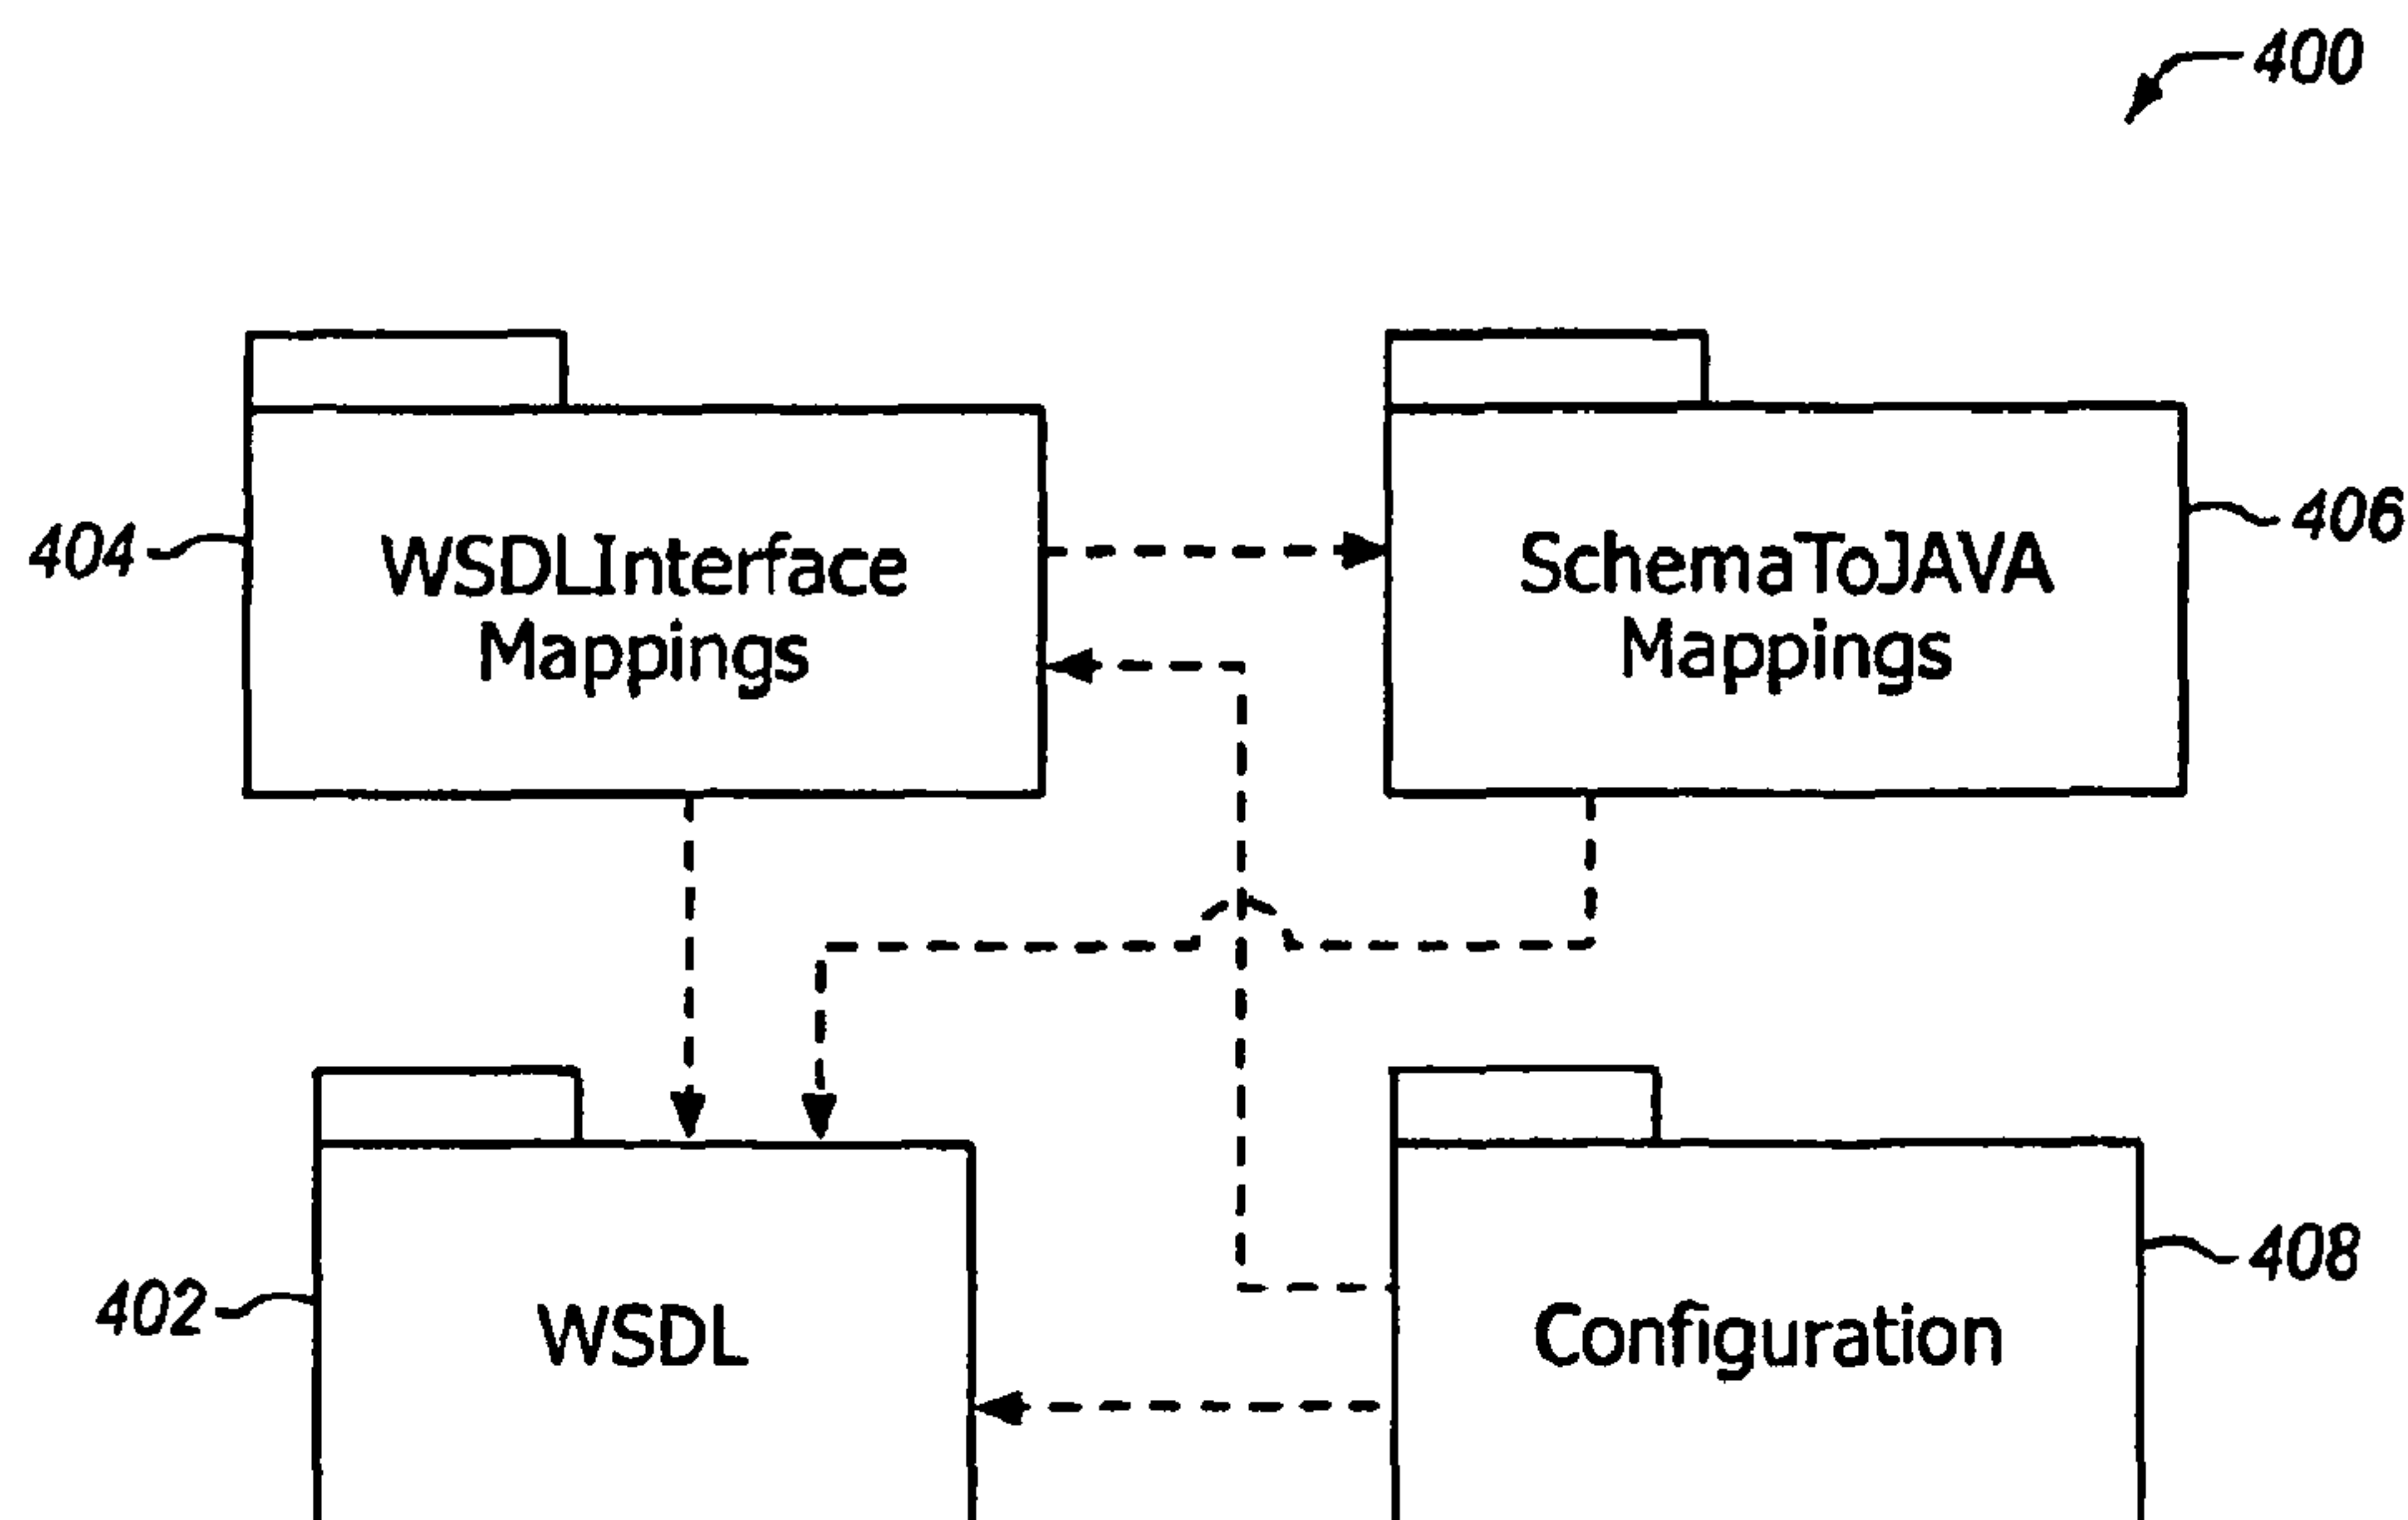 400
404
WSDLInterface
Mappings
SchemaToJAVA
Mappings
406
402
WSDL
Configuration
408